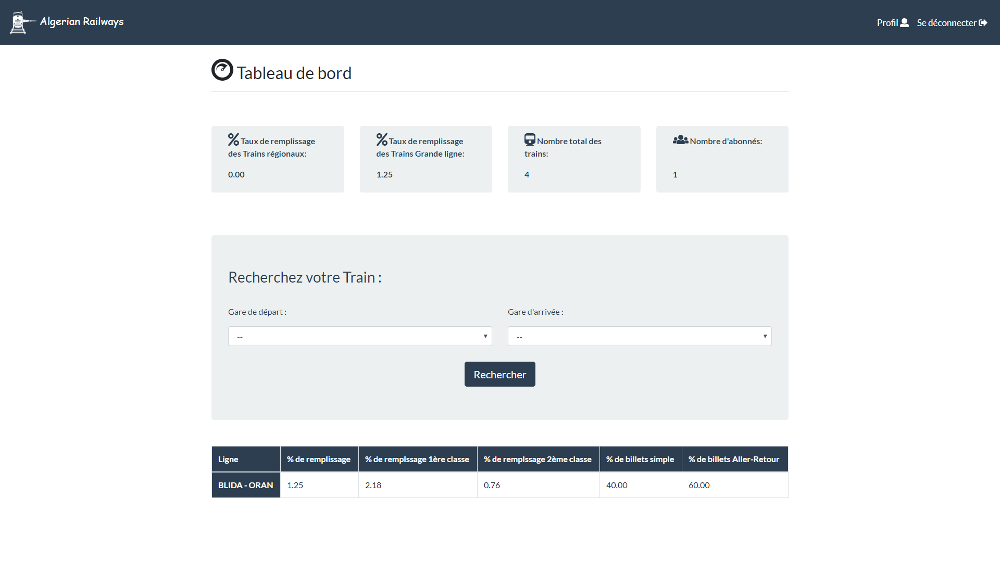 Algerian Railways
Profil
Se déconnecter
Tableau de bord
Taux de remplissage
des Trains régionaux:
0.00
Taux de remplissage
des Trains Grande ligne:
1.25
Nombre total des
trains:
4
Nombre d'abonnés:
1
Recherchez votre Train :
Gare de départ :
Gare d'arrivée :
--
--
Rechercher
Ligne % de remplissage % de remplssage 1ère classe % de remplssage 2ème classe % de billets simple % de billets Aller-Retour
BLIDA - ORAN 1.25 2.18 0.76 40.00 60.00